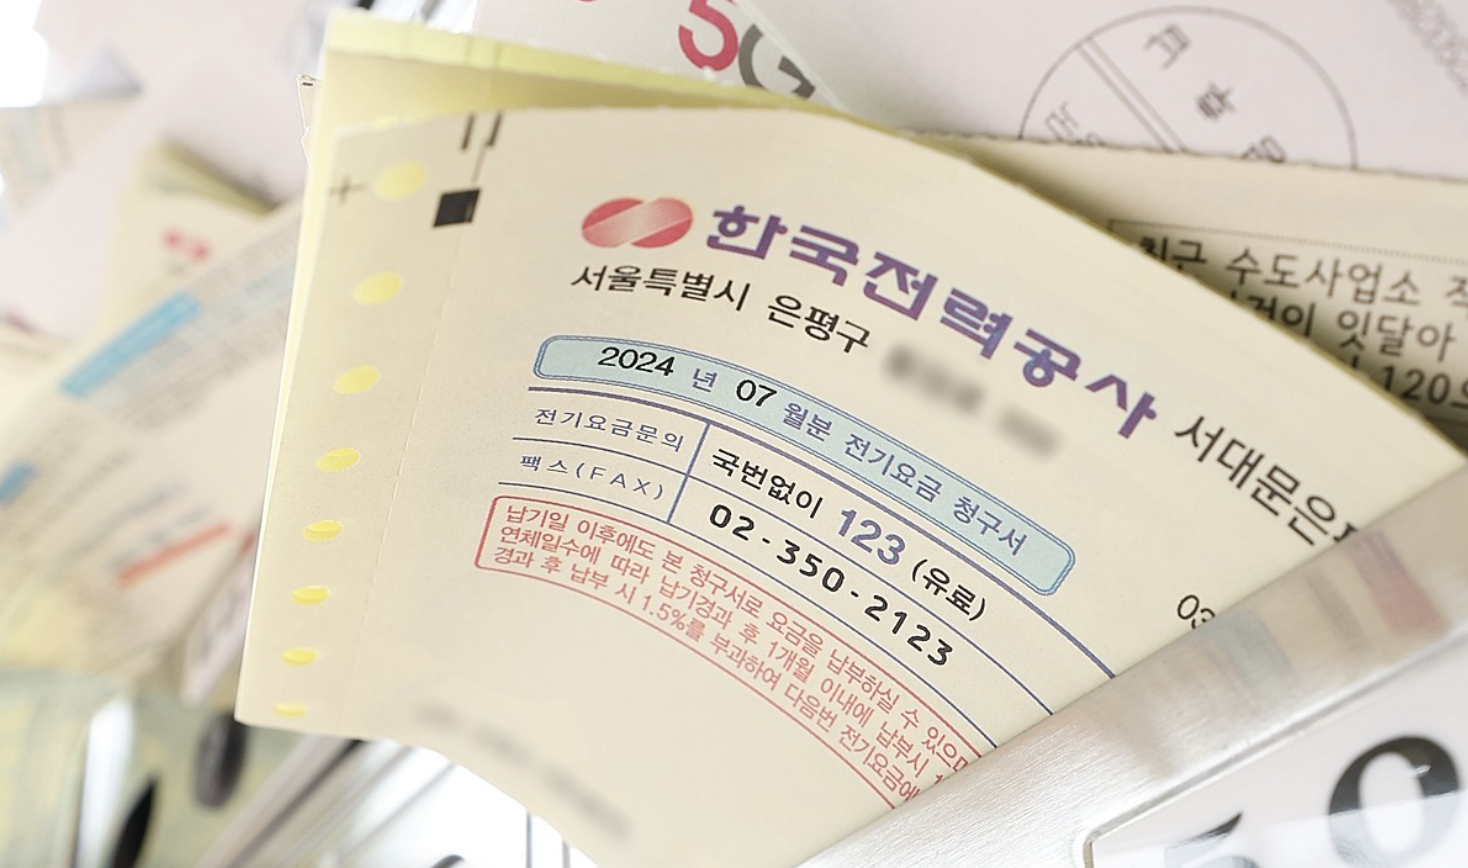 5G
한국전력공사 서대문은
서울특별시 은평구
2024 년 07 월분 전기요금 청구서
전기요금문의 국번없이 123 (유료)
팩스(FAX) 02-350-2123
납기일 이후에도 본 청구서로 요금을 납부하실 수 있으며
연체일수에 따라 납기경과 후 1개월 이내에 납부시
경과 후 납부 시 1.5%를 부과하여 다음번 전기요금에
03
최근 수도사업소
이 잇달아
120
50